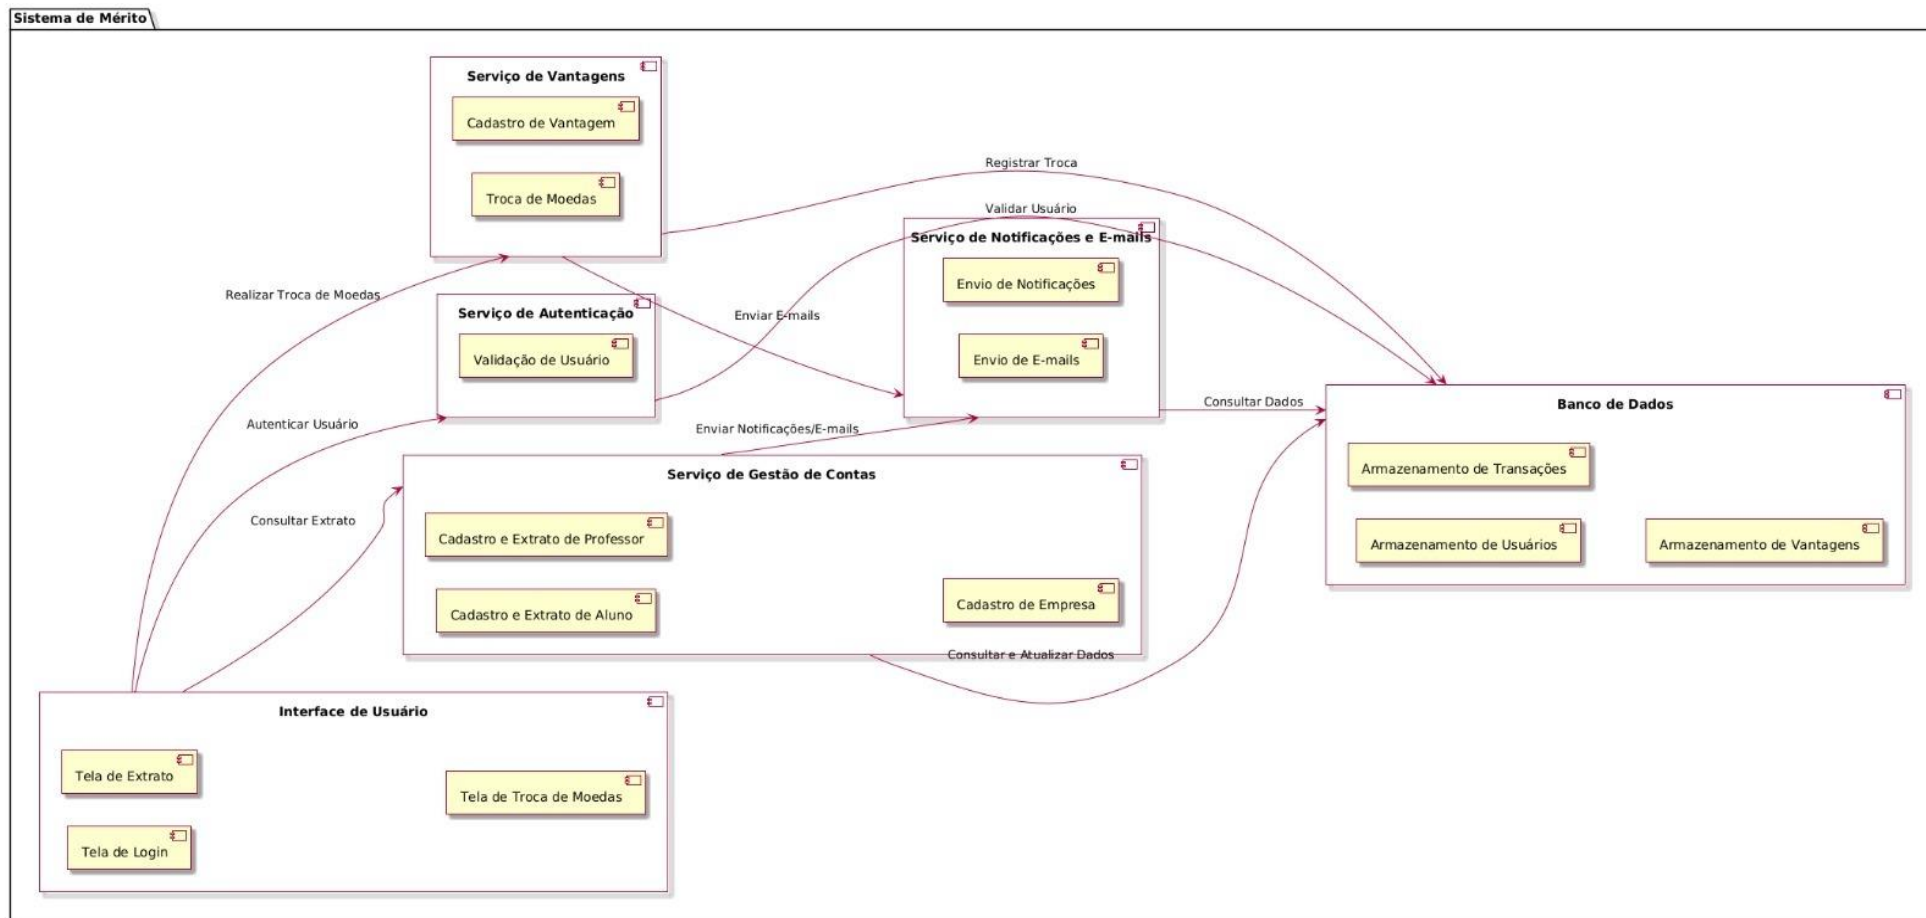 Sistema de Mérito
Serviço de Vantagens
Cadastro de Vantagem
Troca de Moedas
Registrar Troca
Validar Usuário
Serviço de Notificações e E-mails
Envio de Notificações
Envio de E-mails
Realizar Troca de Moedas
Serviço de Autenticação
Validação de Usuário
Enviar E-mails
Autenticar Usuário
Enviar Notificações/E-mails
Consultar Dados
Banco de Dados
Armazenamento de Transações
Armazenamento de Usuários
Armazenamento de Vantagens
Serviço de Gestão de Contas
Consultar Extrato
Cadastro e Extrato de Professor
Cadastro e Extrato de Aluno
Cadastro de Empresa
Consultar e Atualizar Dados
Interface de Usuário
Tela de Extrato
Tela de Troca de Moedas
Tela de Login